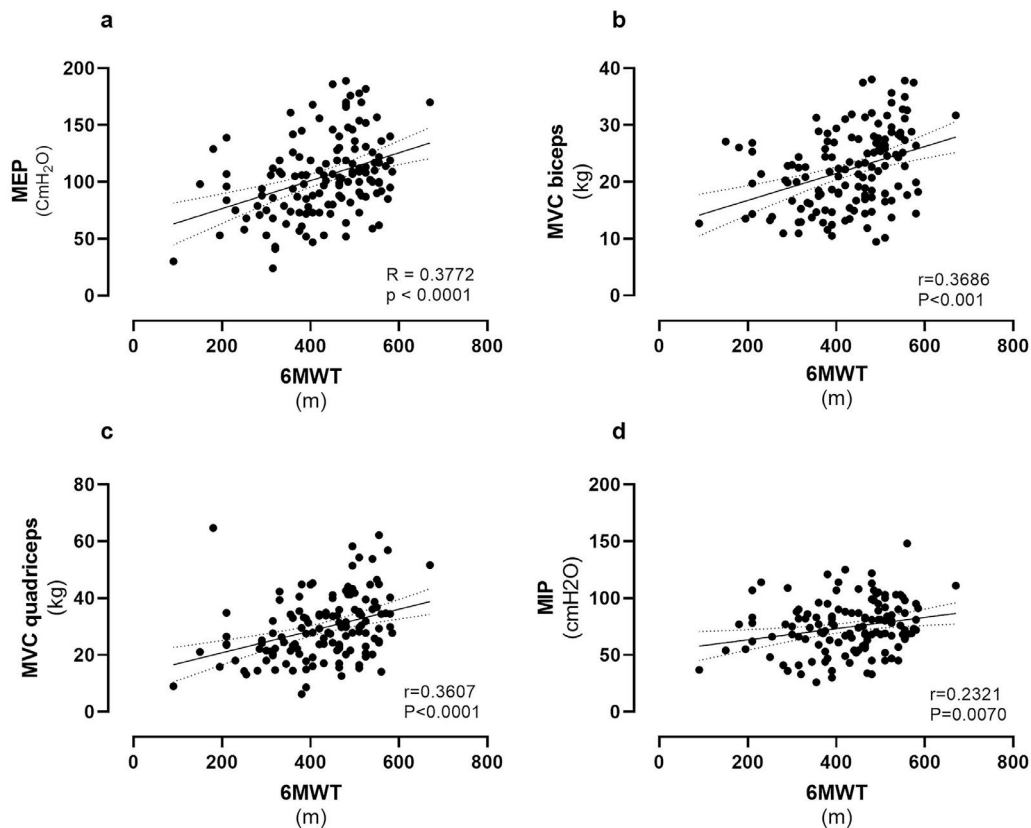 a
MEP
(CmH₂O)
200
150
100
50
0
R = 0.3772
p < 0.0001
0 200 400 600 800
6MWT
(m)
b
MVC biceps
(kg)
40
30
20
10
0
r=0.3686
P<0.001
0 200 400 600 800
6MWT
(m)
c
MVC quadriceps
(kg)
80
60
40
20
0
r=0.3607
P<0.0001
0 200 400 600 800
6MWT
(m)
d
MIP
(cmH2O)
200
150
100
50
0
r=0.2321
P=0.0070
0 200 400 600 800
6MWT
(m)